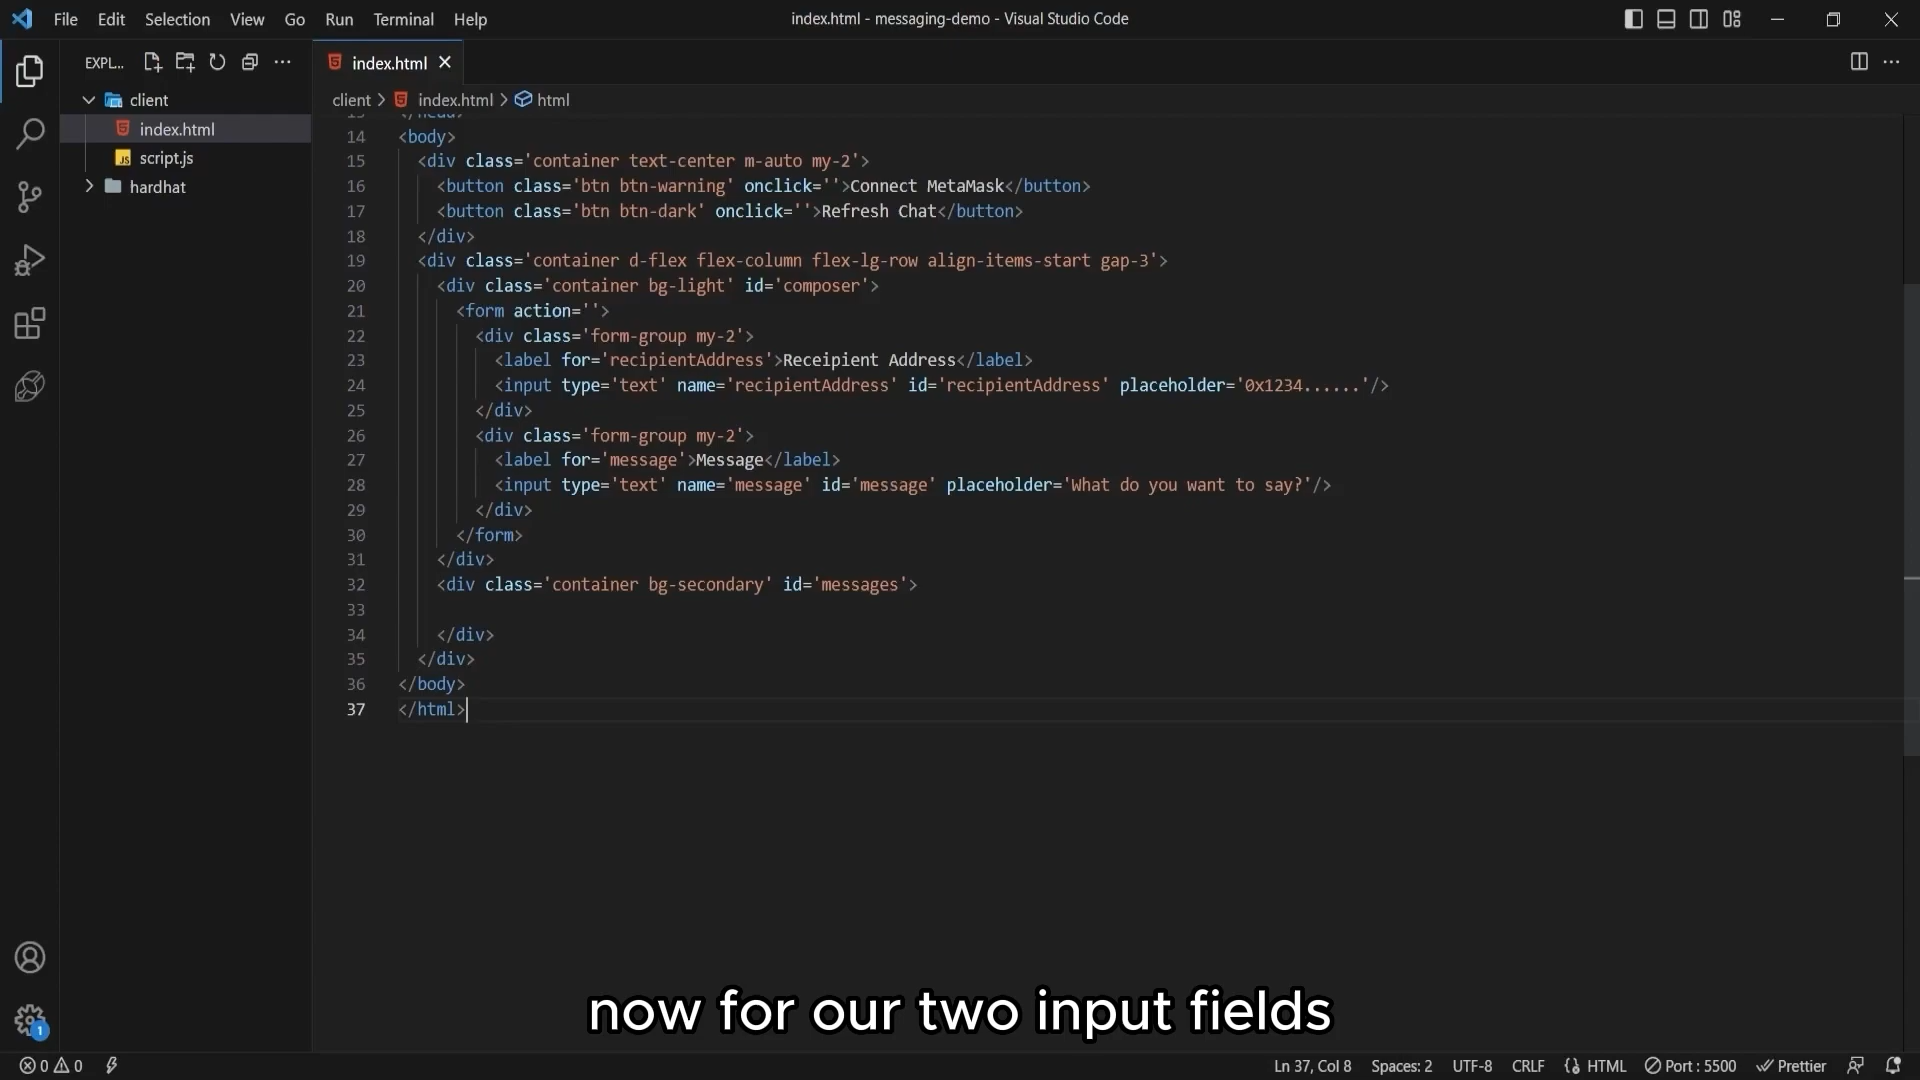 File Edit Selection View Go Run Terminal Help
index.html - messaging-demo - Visual Studio Code
EXPL...
index.html
client
index.html
script.js
hardhat
client > index.html > html
13 </head>
14 <body>
15 <div class='container text-center m-auto my-2'>
16 <button class='btn btn-warning' onclick=''>Connect MetaMask</button>
17 <button class='btn btn-dark' onclick=''>Refresh Chat</button>
18 </div>
19 <div class='container d-flex flex-column flex-lg-row align-items-start gap-3'>
20 <div class='container bg-light' id='composer'>
21 <form action=''>
22 <div class='form-group my-2'>
23 <label for='recipientAddress'>Receipient Address</label>
24 <input type='text' name='recipientAddress' id='recipientAddress' placeholder='0x1234......'/>
25 </div>
26 <div class='form-group my-2'>
27 <label for='message'>Message</label>
28 <input type='text' name='message' id='message' placeholder='What do you want to say?'/>
29 </div>
30 </form>
31 </div>
32 <div class='container bg-secondary' id='messages'>
33
34 </div>
35 </div>
36 </body>
37 </html>
now for our two input fields
1
0 0
Ln 37, Col 8 Spaces: 2 UTF-8 CRLF HTML Port : 5500 Prettier